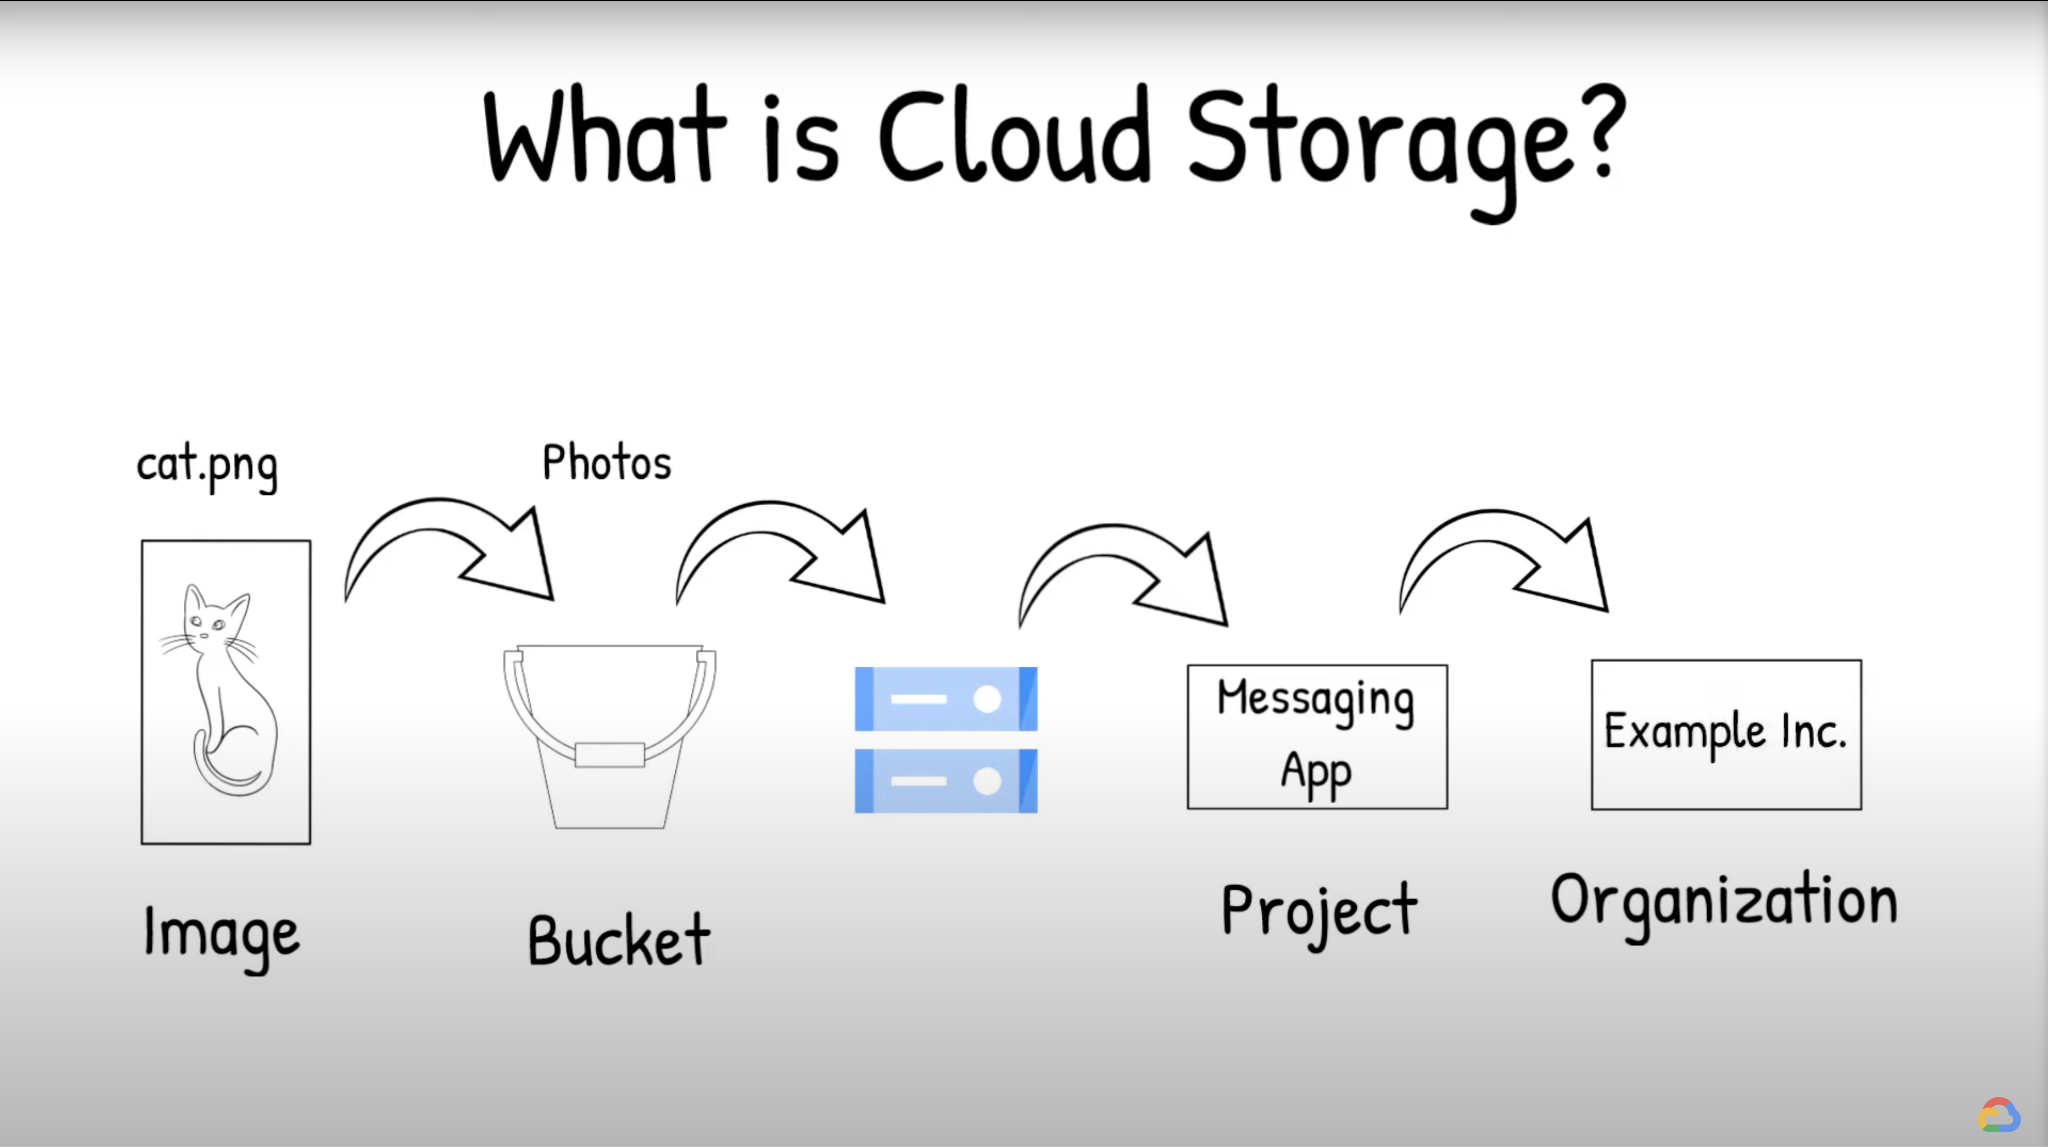 What is Cloud Storage?
cat.png
Photos
Messaging
App
Example Inc.
Image
Bucket
Project
Organization